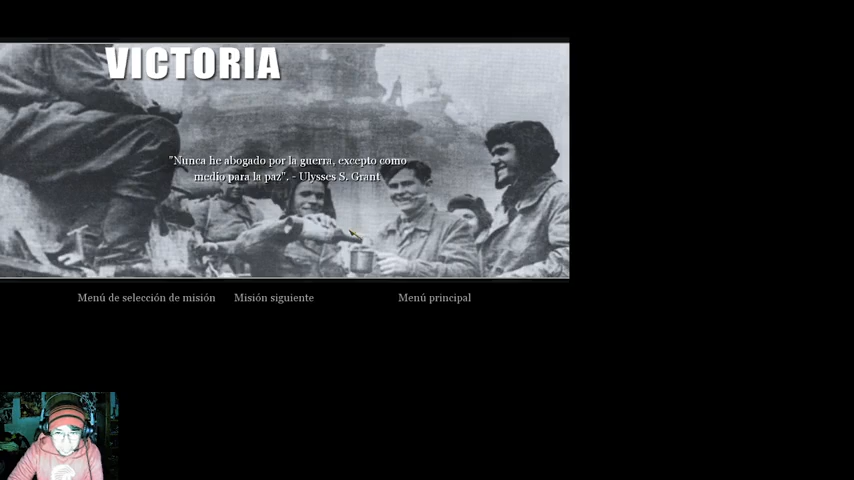 VICTORIA
"Nunca he abogado por la guerra, excepto como
medio para la paz". - Ulysses S. Grant
Menú de selección de misión Misión siguiente Menú principal